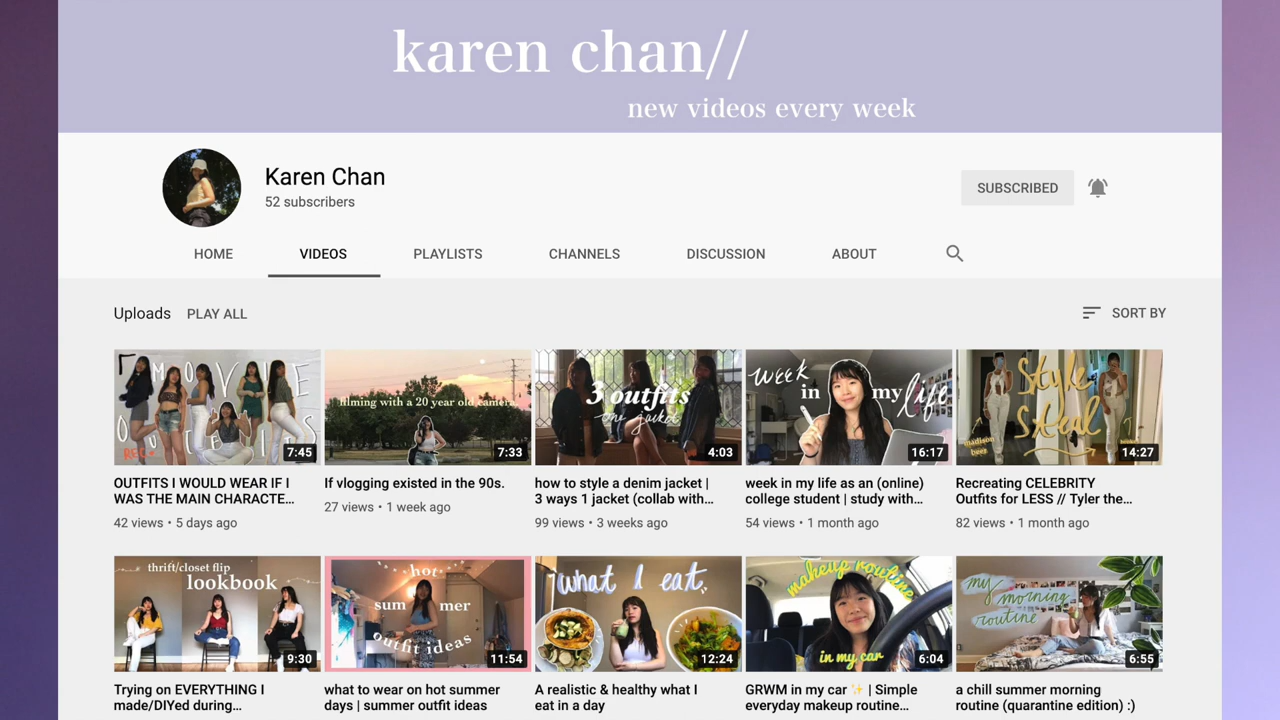 karen chan//
new videos every week
Karen Chan
52 subscribers
SUBSCRIBED
HOME
VIDEOS
PLAYLISTS
CHANNELS
DISCUSSION
ABOUT
Uploads
PLAY ALL
SORT BY
MOVIE
OUTFITS
REC
7:45
filming with a 20 year old camera
7:33
3 outfits
one jacket
4:03
week
in
my life
16:17
style
steal
madison
beer
14:27
OUTFITS I WOULD WEAR IF I
WAS THE MAIN CHARACTE...
42 views • 5 days ago
If vlogging existed in the 90s.
27 views • 1 week ago
how to style a denim jacket |
3 ways 1 jacket (collab with...
99 views • 3 weeks ago
week in my life as an (online)
college student | study with...
54 views • 1 month ago
Recreating CELEBRITY
Outfits for LESS // Tyler the...
82 views • 1 month ago
thrift/closet flip
lookbook
9:30
hot
summer
outfit ideas
11:54
what I eat
12:24
makeup routine
in my car
6:04
my
morning
routine
6:55
Trying on EVERYTHING I
made/DIYed during...
what to wear on hot summer
days | summer outfit ideas
A realistic & healthy what I
eat in a day
GRWM in my car ✨ | Simple
everyday makeup routine...
a chill summer morning
routine (quarantine edition) :)